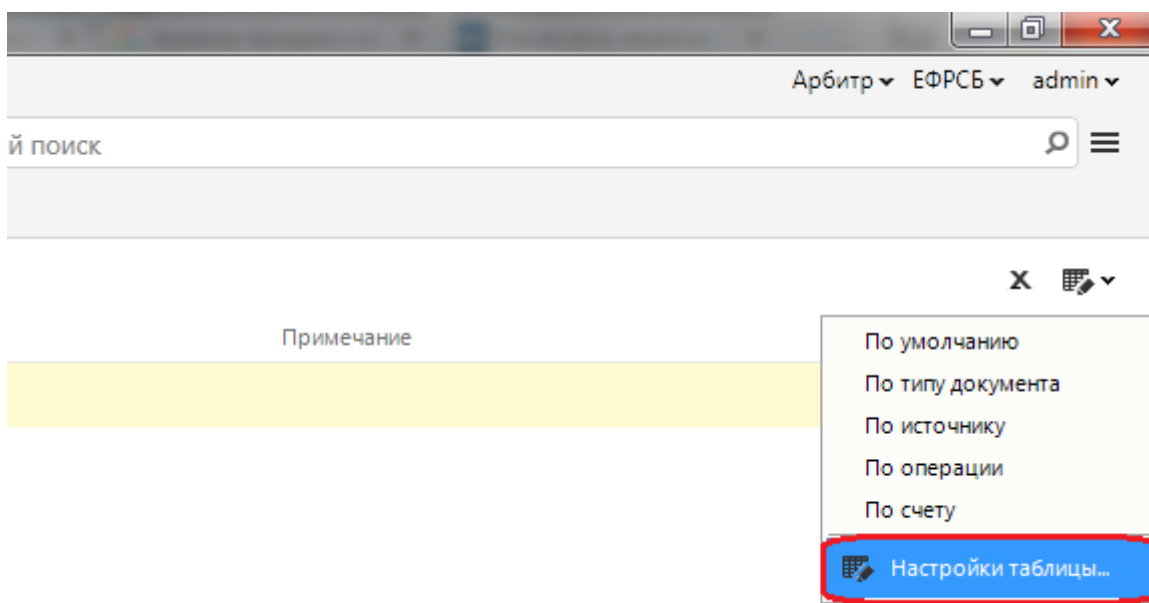 Арбитр ЕФРСБ admin
й поиск
X
Примечание
По умолчанию
По типу документа
По источнику
По операции
По счету
Настройки таблицы...